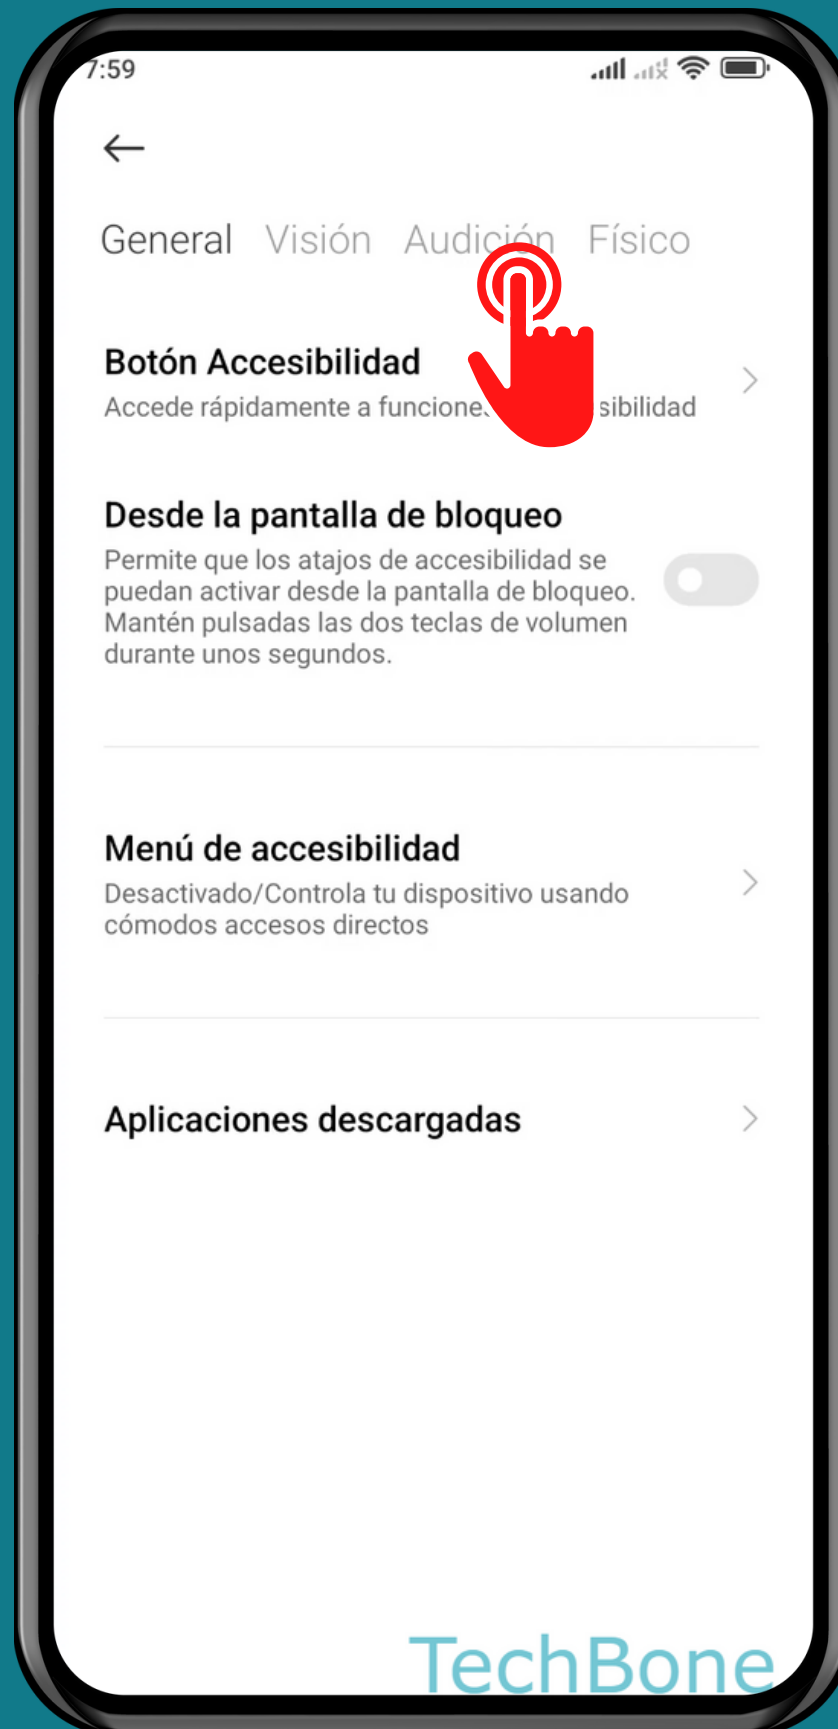 7:59
General Visión Audición Físico
Botón Accesibilidad
Accede rápidamente a
Desde la pantalla de bloqueo
Permite que los atajos de accesibilidad se
puedan activar desde la pantalla de bloqueo.
Mantén pulsadas las dos teclas de volumen
durante unos segundos.
Menú de accesibilidad
Desactivado/Controla tu dispositivo usando
cómodos accesos directos
Aplicaciones descargadas
TechBone